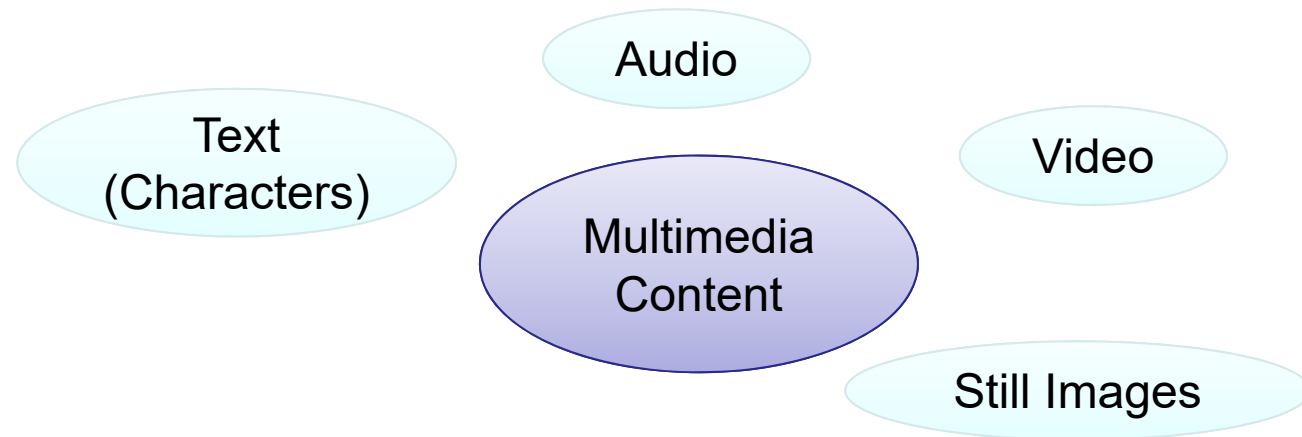 Audio
Text
(Characters)
Video
Multimedia
Content
Still Images